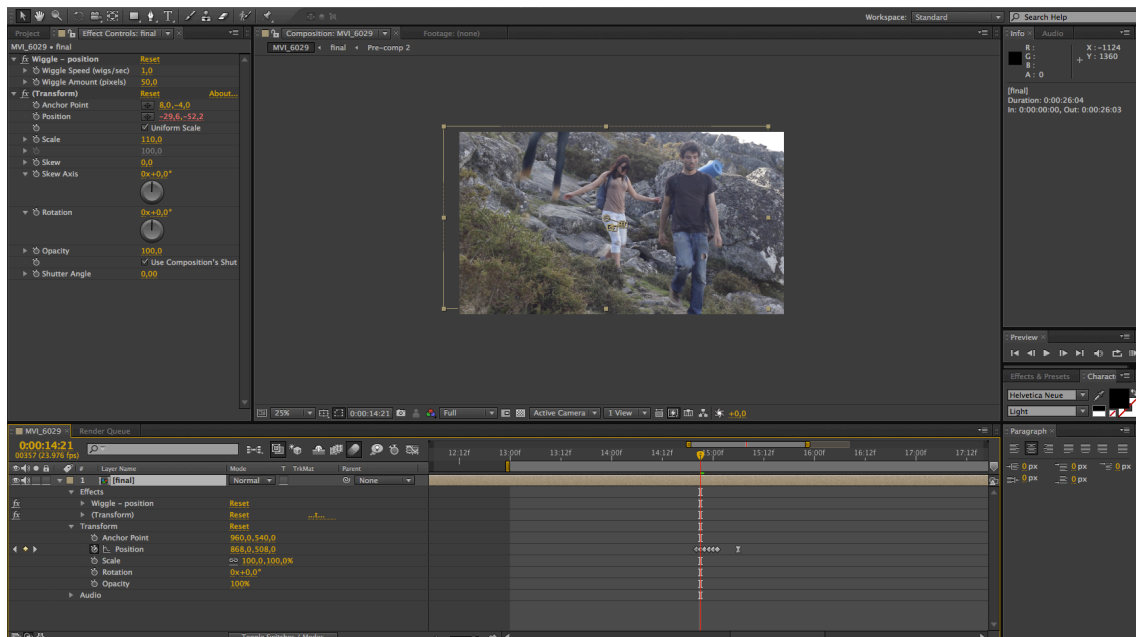 Workspace: Standard
Search Help
Project
Effect Controls: final
Composition: MVI_6029
Footage: (none)
Info
Audio
MVI_6029 • final
MVI_6029
final
Pre-comp 2
fx Wiggle - position Reset
Wiggle Speed (wigs/sec) 1,0
Wiggle Amount (pixels) 50,0
fx (Transform) Reset About...
Anchor Point 8,0,-4,0
Position -29,6,-52,2
Uniform Scale
Scale 110,0
100,0
Skew 0,0
Skew Axis 0x+0,0°
Rotation 0x+0,0°
Opacity 100,0
Use Composition's Shut
Shutter Angle 0,00
R :
G :
B :
A : 0
X : -1124
Y : 1360
[final]
Duration: 0:00:26:04
In: 0:00:00:00, Out: 0:00:26:03
Preview
Effects & Presets
Charact
Helvetica Neue
Light
25%
0:00:14:21
Full
Active Camera
1 View
+0,0
MVI_6029
Render Queue
Paragraph
0:00:14:21
00357 (23.976 fps)
12:12f 13:00f 13:12f 14:00f 14:12f 15:00f 15:12f 16:00f 16:12f 17:00f 17:12f
# Layer Name Mode T TrkMat Parent
1 [final] Normal None
Effects
fx Wiggle - position Reset
fx (Transform) Reset
Transform Reset
Anchor Point 960,0,540,0
Position 868,0,508,0
Scale 100,0,100,0%
Rotation 0x+0,0°
Opacity 100%
Audio
0 px 0 px 0 px
0 px 0 px
Toggle Switches / Modes